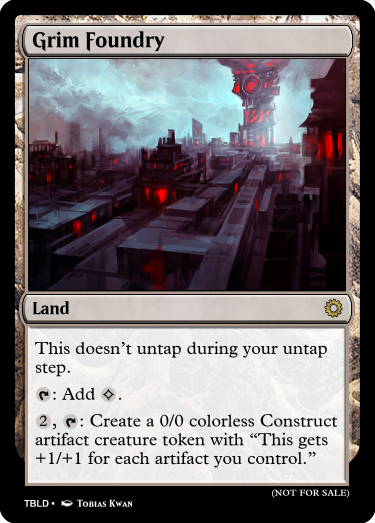 Grim Foundry
Land
This doesn't untap during your untap
step.
: Add .
2, : Create a 0/0 colorless Construct
artifact creature token with “This gets
+1/+1 for each artifact you control.”
(NOT FOR SALE)
TBLD • Tobias Kwan